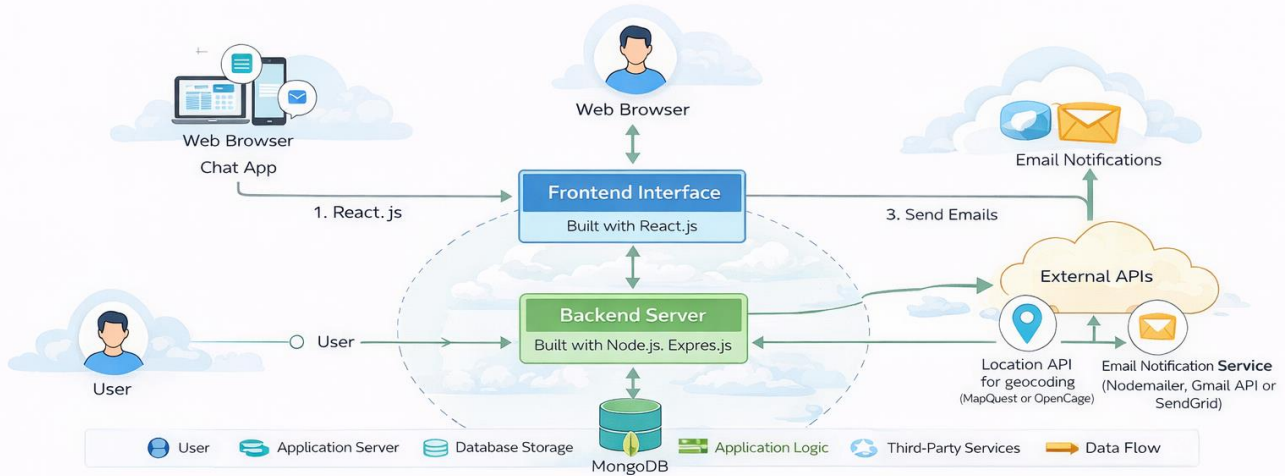 Web Browser
Chat App
Web Browser
Email Notifications
1. React.js
Frontend Interface
Built with React.js
3. Send Emails
External APIs
User
User
Backend Server
Built with Node.js. Expres.js
Location API
for geocoding
(MapQuest or OpenCage)
Email Notification Service
(Nodemailer, Gmail API or
SendGrid)
User
Application Server
Database Storage
MongoDB
Application Logic
Third-Party Services
Data Flow